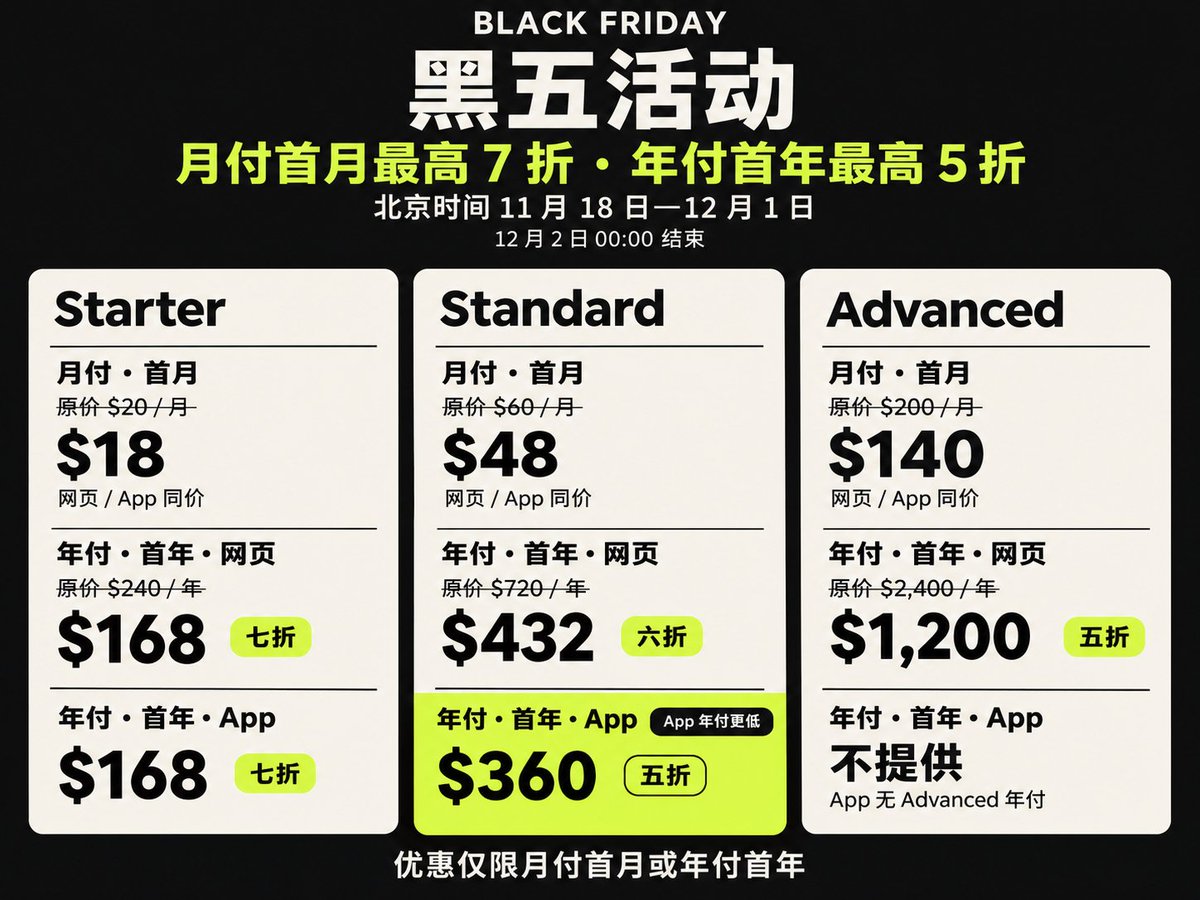 BLACK FRIDAY
黑五活动
月付首月最高 7 折 · 年付首年最高 5 折
北京时间 11 月 18 日—12 月 1 日
12 月 2 日 00:00 结束
Starter
月付 · 首月
原价 $20 / 月
$18
网页 / App 同价
年付 · 首年 · 网页
原价 $240 / 年
$168 七折
年付 · 首年 · App
$168 七折
Standard
月付 · 首月
原价 $60 / 月
$48
网页 / App 同价
年付 · 首年 · 网页
原价 $720 / 年
$432 六折
年付 · 首年 · App App 年付更低
$360 五折
Advanced
月付 · 首月
原价 $200 / 月
$140
网页 / App 同价
年付 · 首年 · 网页
原价 $2,400 / 年
$1,200 五折
年付 · 首年 · App
不提供
App 无 Advanced 年付
优惠仅限月付首月或年付首年